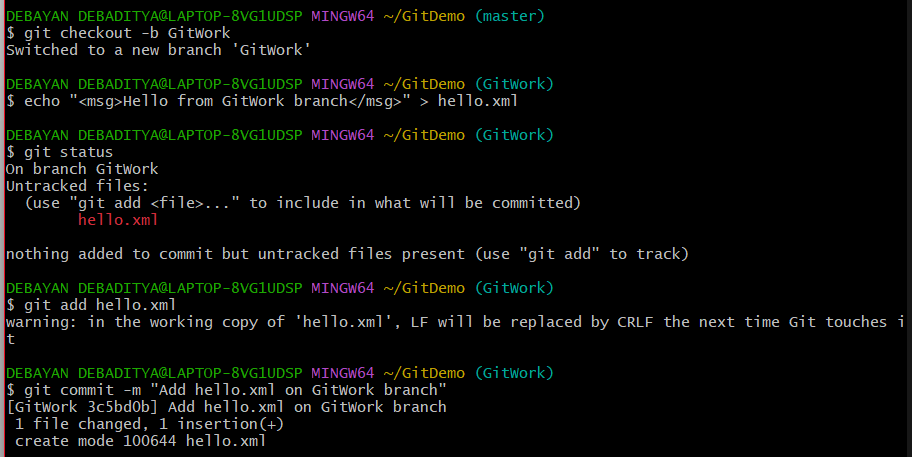 DEBAYAN DEBADITYA@LAPTOP-8VG1UDSP MINGW64 ~/GitDemo (master)
$ git checkout -b GitWork
Switched to a new branch 'GitWork'
DEBAYAN DEBADITYA@LAPTOP-8VG1UDSP MINGW64 ~/GitDemo (GitWork)
$ echo "<msg>Hello from GitWork branch</msg>" > hello.xml
DEBAYAN DEBADITYA@LAPTOP-8VG1UDSP MINGW64 ~/GitDemo (GitWork)
$ git status
On branch GitWork
Untracked files:
  (use "git add <file>..." to include in what will be committed)
        hello.xml
nothing added to commit but untracked files present (use "git add" to track)
DEBAYAN DEBADITYA@LAPTOP-8VG1UDSP MINGW64 ~/GitDemo (GitWork)
$ git add hello.xml
warning: in the working copy of 'hello.xml', LF will be replaced by CRLF the next time Git touches i
t
DEBAYAN DEBADITYA@LAPTOP-8VG1UDSP MINGW64 ~/GitDemo (GitWork)
$ git commit -m "Add hello.xml on GitWork branch"
[GitWork 3c5bd0b] Add hello.xml on GitWork branch
 1 file changed, 1 insertion(+)
 create mode 100644 hello.xml